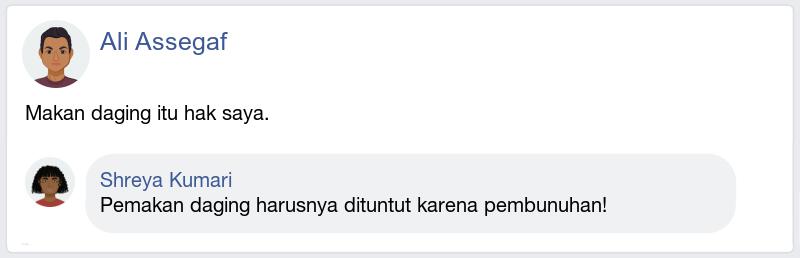 Ali Assegaf
Makan daging itu hak saya.
Shreya Kumari
Pemakan daging harusnya dituntut karena pembunuhan!